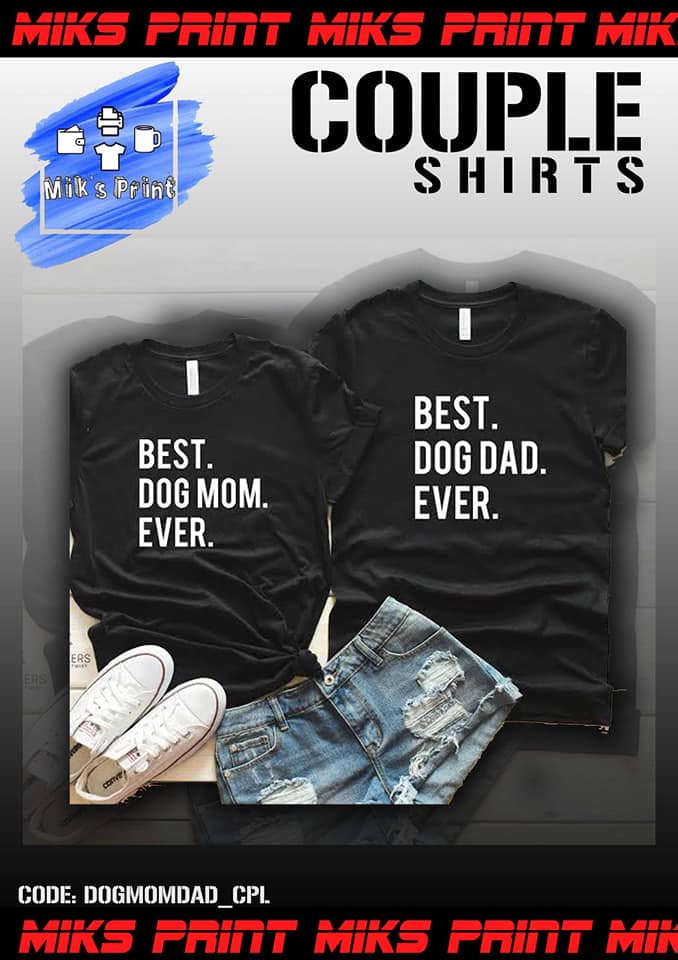 MIKS PRINT MIKS PRINT MIK
COUPLE
SHIRTS
Mik's Print
BEST.
DOG MOM.
EVER.
BEST.
DOG DAD.
EVER.
ERS
CODE: DOGMOMDAD_CPL
MIKS PRINT MIKS PRINT MIK